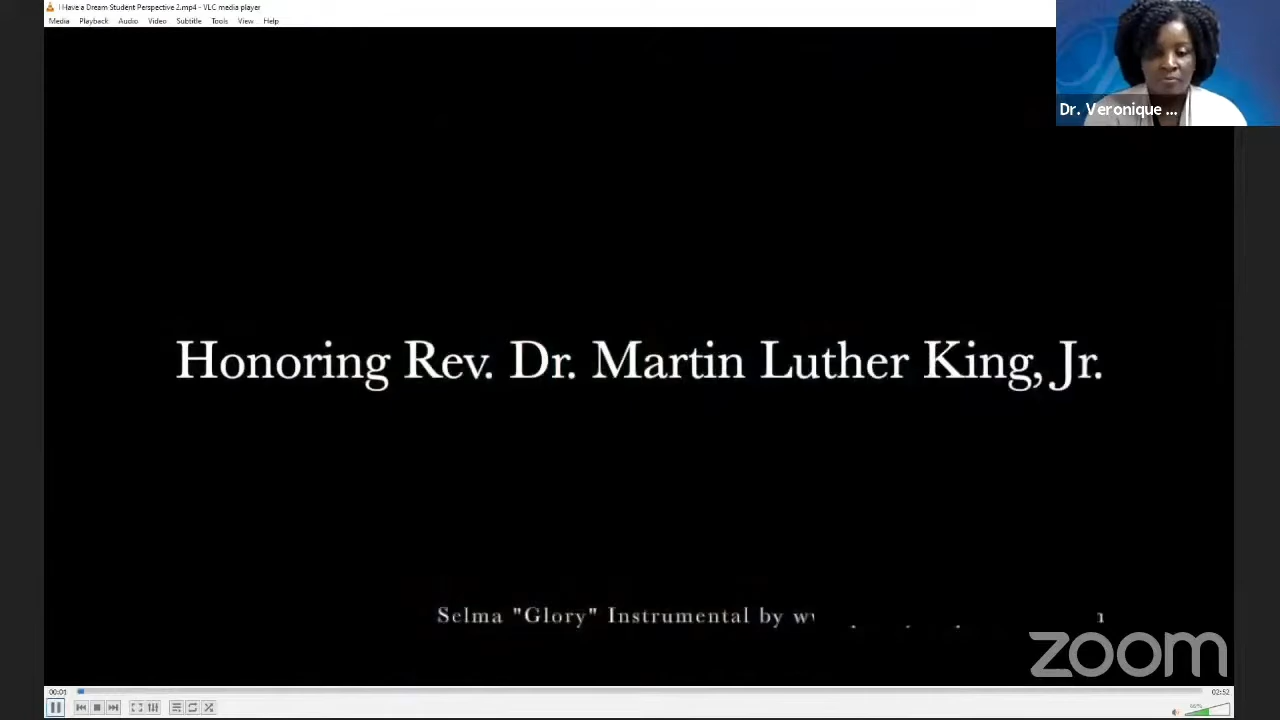 I Have a Dream Student Perspective 2.mp4 - VLC media player
Media Playback Audio Video Subtitle Tools View Help
Dr. Veronique ...
Honoring Rev. Dr. Martin Luther King, Jr.
Selma "Glory" Instrumental by
zoom
00:01
02:52